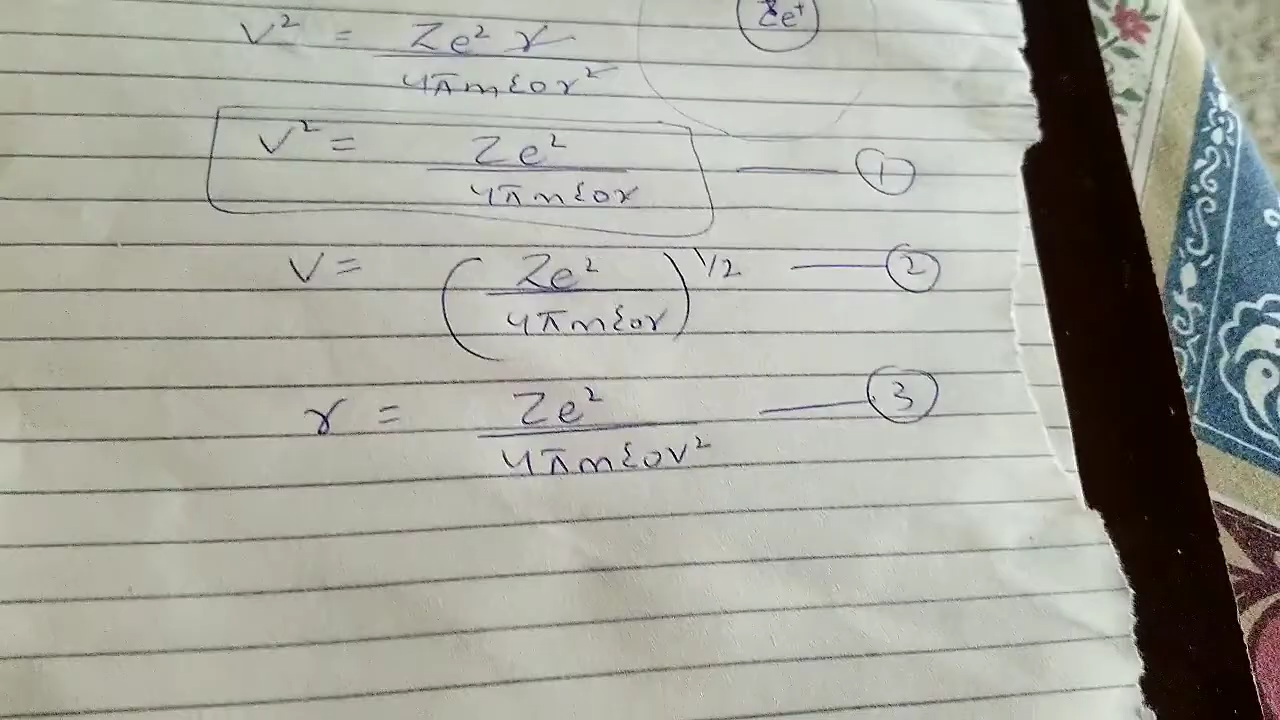 Ze⁺
V² = Ze² r / 4πmε0r²
V² = Ze² / 4πmε0r —— ①
V = (Ze² / 4πmε0r)^1/2 —— ②
r = Ze² / 4πmε0V² —— ③